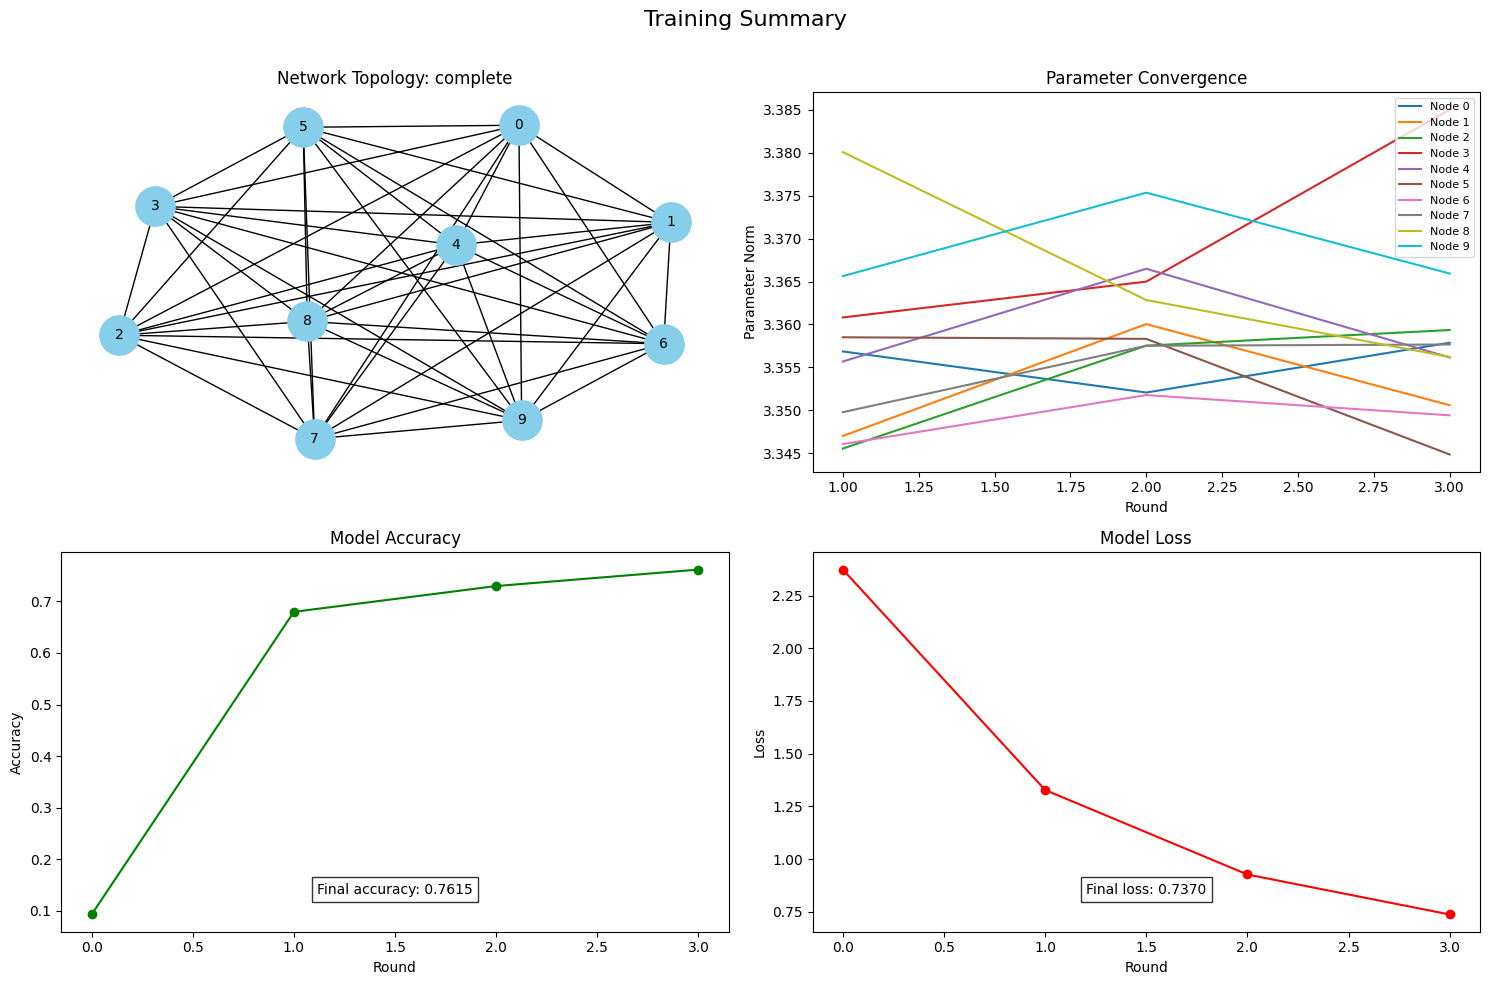 Training Summary
Network Topology: complete
5
0
3
1
4
8
2
6
9
7
Parameter Convergence
3.385
3.380
3.375
3.370
3.365
3.360
3.355
3.350
3.345
Parameter Norm
Node 0
Node 1
Node 2
Node 3
Node 4
Node 5
Node 6
Node 7
Node 8
Node 9
1.00 1.25 1.50 1.75 2.00 2.25 2.50 2.75 3.00
Round
Model Accuracy
0.7
0.6
0.5
0.4
0.3
0.2
0.1
Accuracy
Final accuracy: 0.7615
0.0 0.5 1.0 1.5 2.0 2.5 3.0
Round
Model Loss
2.25
2.00
1.75
1.50
1.25
1.00
0.75
Loss
Final loss: 0.7370
0.0 0.5 1.0 1.5 2.0 2.5 3.0
Round